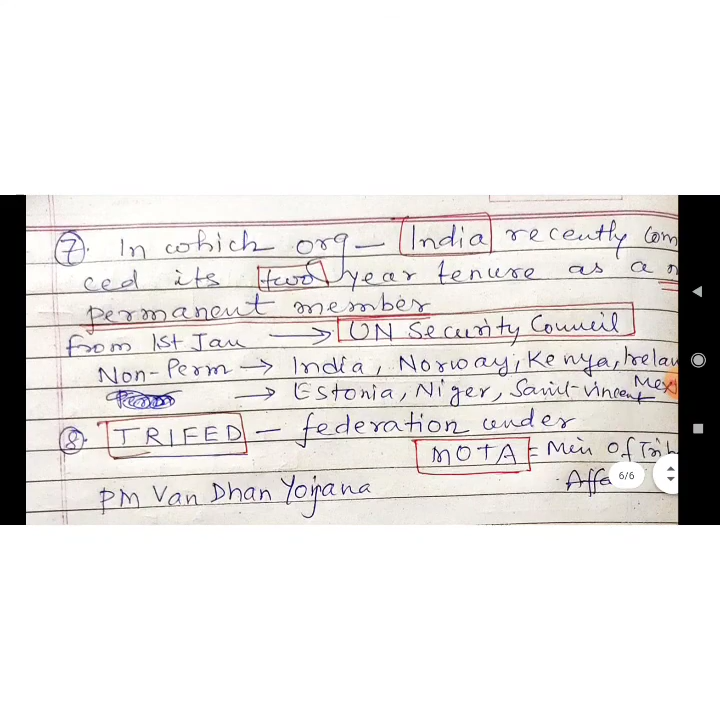 7. In which org - India recently com
ced its two year tenure as a n
permanent member
from 1st Jan → UN Security Council
Non-Perm → India, Norway, Kenya, Irelan
→ Estonia, Niger, Saint-vincent Mex
8. TRIFED - federation under
MOTA = Min Of Trib
Affa
PM Van Dhan Yojana
6/6